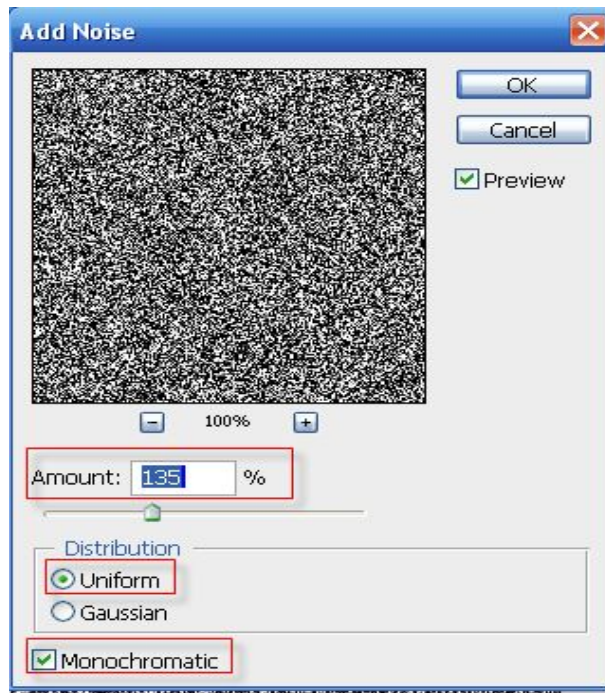 Add Noise
OK
Cancel
Preview
100%
Amount: 135 %
Distribution
Uniform
Gaussian
Monochromatic